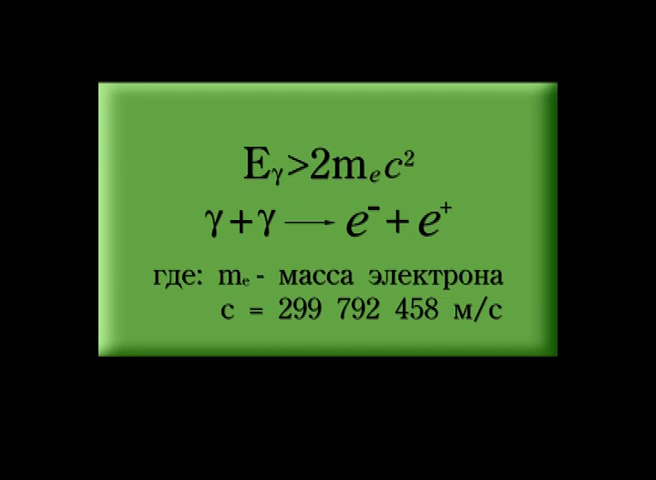 Eᵧ>2mₑc²
γ+γ → e⁻+e⁺
где: mₑ- масса электрона
с = 299 792 458 м/с